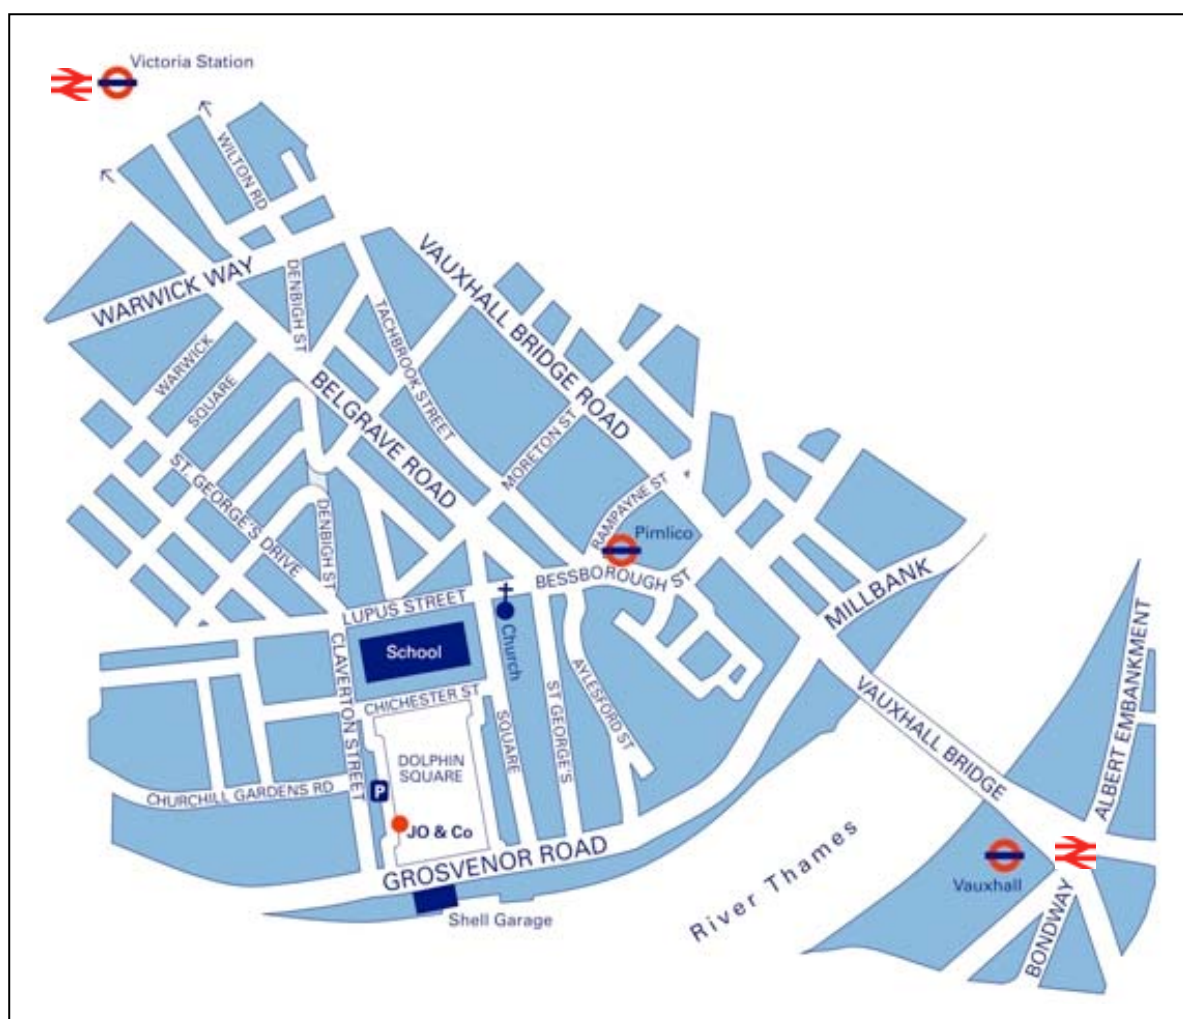 Victoria Station
WILTON RD
WARWICK WAY
DENBIGH ST
VAUXHALL BRIDGE ROAD
TACHBROOK STREET
WARWICK
SQUARE
BELGRAVE ROAD
MORETON ST
ST. GEORGE'S DRIVE
DENBIGH ST
RAMPAYNE ST
Pimlico
BESSBOROUGH ST
LUPUS STREET
MILLBANK
School
Church
CLAVERTON STREET
CHICHESTER ST
SQUARE
ST GEORGE'S
AYLESFORD ST
VAUXHALL BRIDGE
ALBERT EMBANKMENT
DOLPHIN
SQUARE
CHURCHILL GARDENS RD
P
JO & Co
GROSVENOR ROAD
Shell Garage
River Thames
Vauxhall
BONDWAY